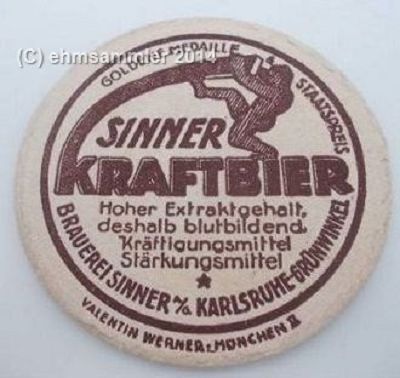 (C) ehmsammler 2014
GOLDENE MEDAILLE
STAATSPREIS
SINNER
KRAFTBIER
Hoher Extraktgehalt,
deshalb blutbildend.
Kräftigungsmittel
Stärkungsmittel
BRAUEREI SINNER A/G. KARLSRUHE-GRÜNWINKEL
VALENTIN WERNER, MÜNCHEN II